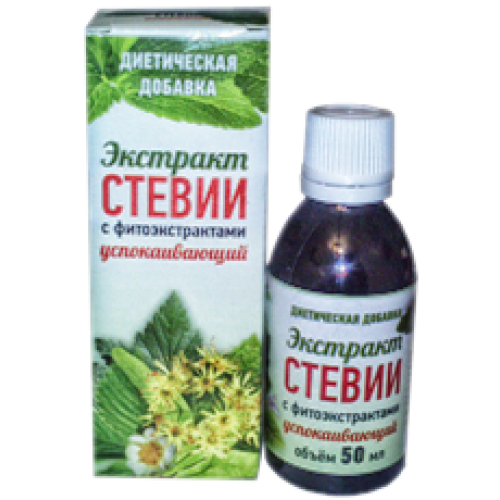 ДИЕТИЧЕСКАЯ
ДОБАВКА
Экстракт
СТЕВИИ
с фитоэкстрактами
успокаивающий
ДИЕТИЧЕСКАЯ ДОБАВКА
Экстракт
СТЕВИИ
с фитоэкстрактами
успокаивающий
объём 50 мл